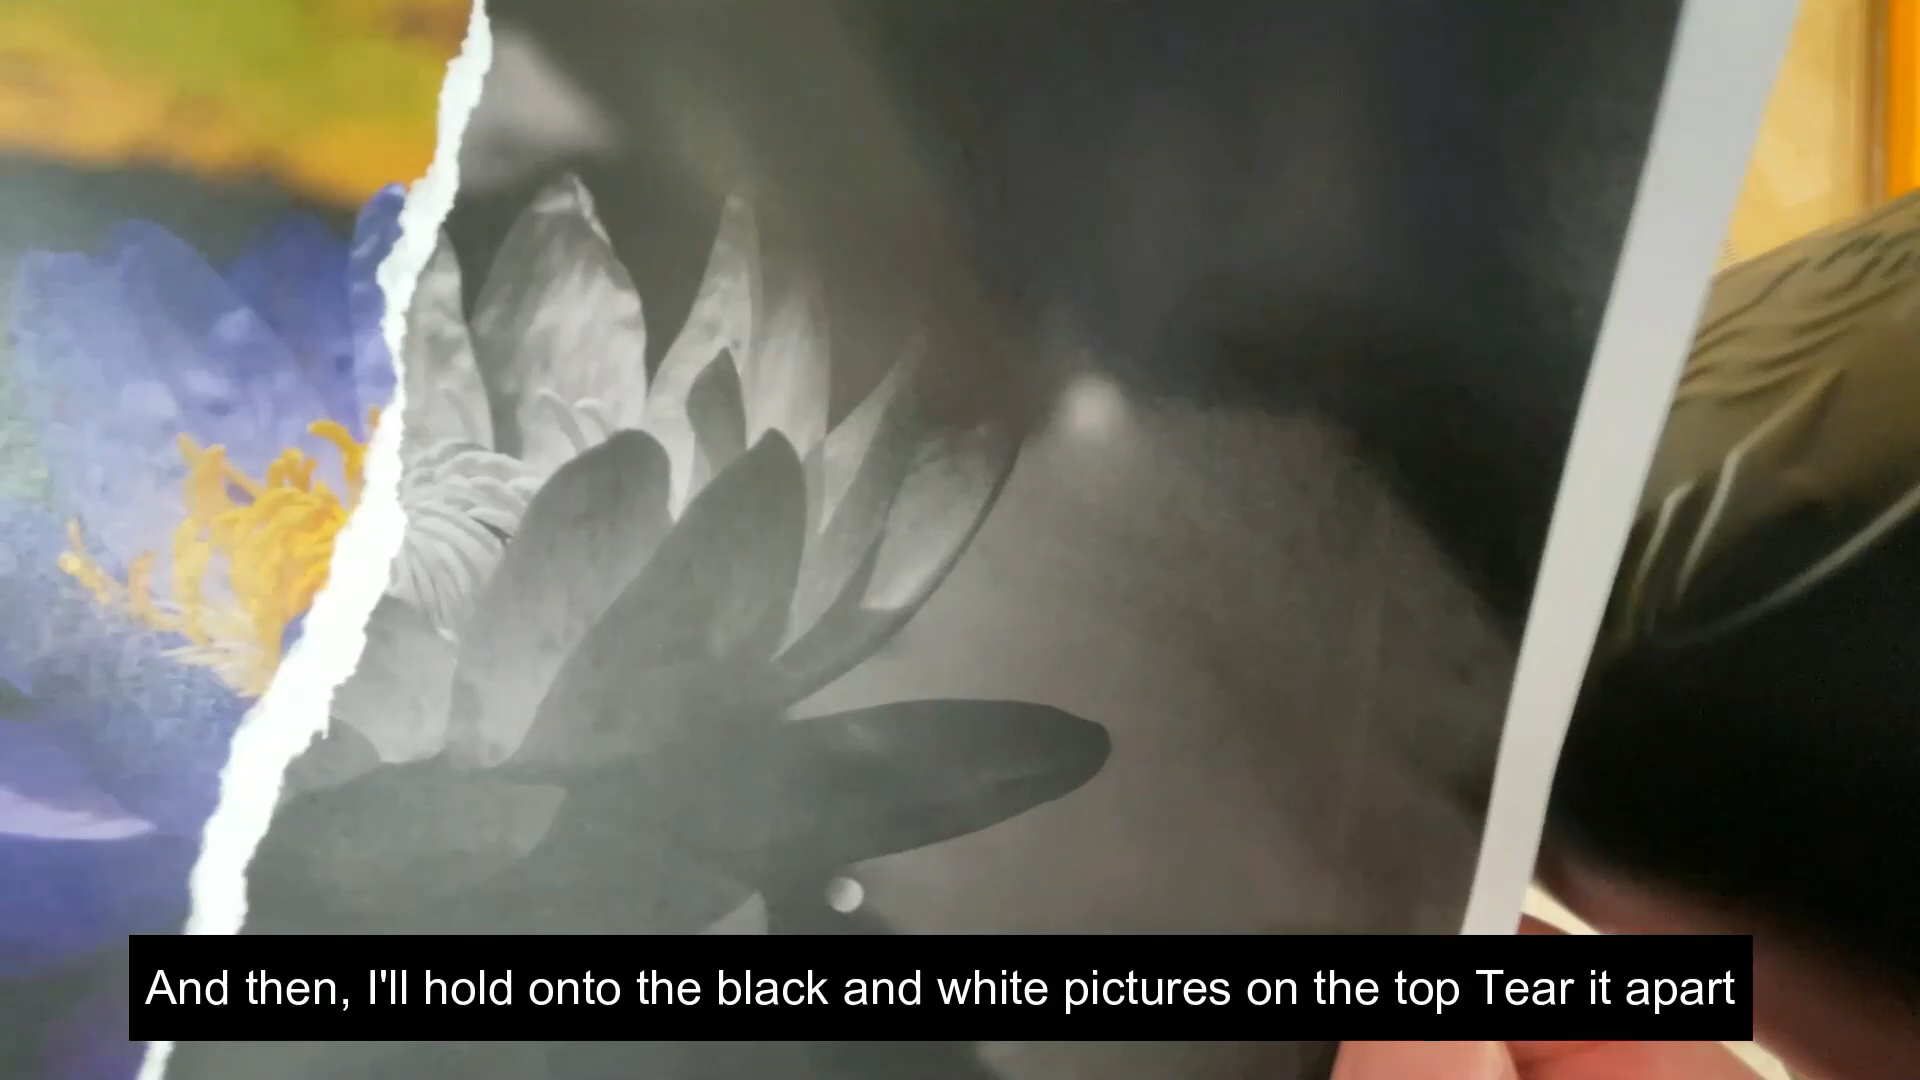 And then, I'll hold onto the black and white pictures on the top Tear it apart